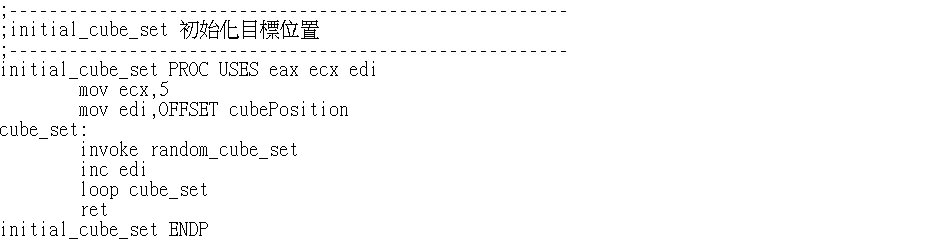 ;---------------------------------------------------------
;initial_cube_set 初始化目標位置
;---------------------------------------------------------
initial_cube_set PROC USES eax ecx edi
        mov ecx,5
        mov edi,OFFSET cubePosition
cube_set:
        invoke random_cube_set
        inc edi
        loop cube_set
        ret
initial_cube_set ENDP